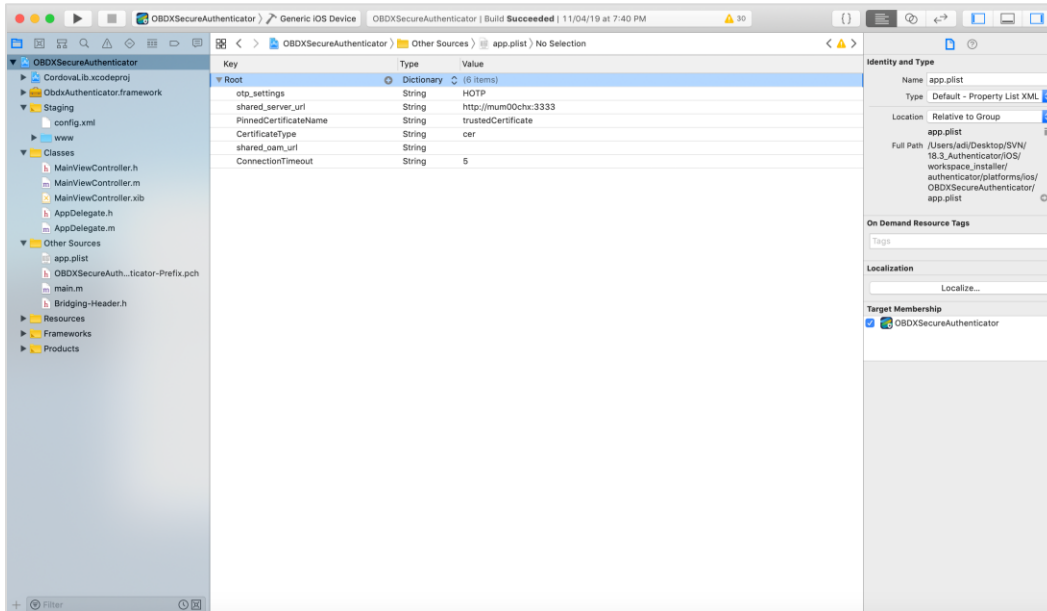 OBDXSecureAuthenticator 〉 Generic iOS Device
OBDXSecureAuthenticator | Build Succeeded | 11/04/19 at 7:40 PM
30
{}
OBDXSecureAuthenticator 〉 Other Sources 〉 app.plist 〉 No Selection
OBDXSecureAuthenticator
CordovaLib.xcodeproj
ObdxAuthenticator.framework
Staging
config.xml
www
Classes
MainViewController.h
MainViewController.m
MainViewController.xib
AppDelegate.h
AppDelegate.m
Other Sources
app.plist
OBDXSecureAuth...ticator-Prefix.pch
main.m
Bridging-Header.h
Resources
Frameworks
Products
Filter
Key Type Value
Root Dictionary (6 items)
otp_settings String HOTP
shared_server_url String http://mum00chx:3333
PinnedCertificateName String trustedCertificate
CertificateType String cer
shared_oam_url String
ConnectionTimeout String 5
Identity and Type
Name app.plist
Type Default - Property List XML
Location Relative to Group
app.plist
Full Path /Users/adi/Desktop/SVN/
18.3_Authenticator/iOS/
workspace_installer/
authenticator/platforms/ios/
OBDXSecureAuthenticator/
app.plist
On Demand Resource Tags
Tags
Localization
Localize...
Target Membership
OBDXSecureAuthenticator